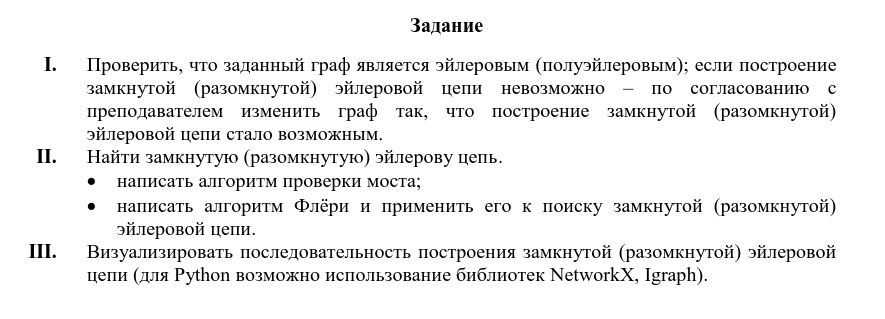 Задание
I. Проверить, что заданный граф является эйлеровым (полуэйлеровым); если построение
замкнутой (разомкнутой) эйлеровой цепи невозможно – по согласованию с
преподавателем изменить граф так, что построение замкнутой (разомкнутой)
эйлеровой цепи стало возможным.
II. Найти замкнутую (разомкнутую) эйлерову цепь.
• написать алгоритм проверки моста;
• написать алгоритм Флёри и применить его к поиску замкнутой (разомкнутой)
эйлеровой цепи.
III. Визуализировать последовательность построения замкнутой (разомкнутой) эйлеровой
цепи (для Python возможно использование библиотек NetworkX, Igraph).